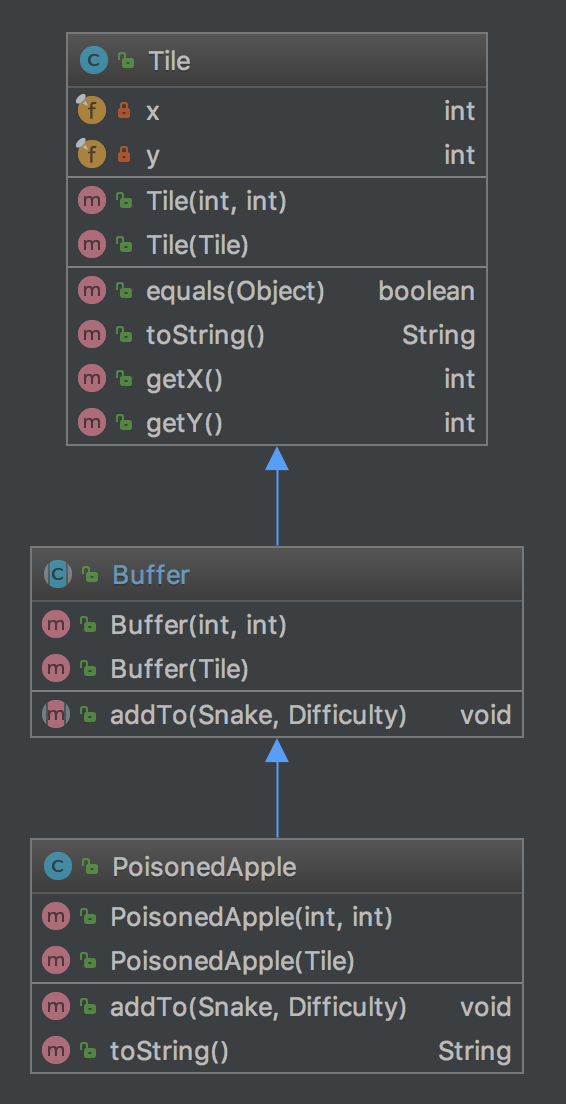 C Tile
f x int
f y int
m Tile(int, int)
m Tile(Tile)
m equals(Object) boolean
m toString() String
m getX() int
m getY() int
C Buffer
m Buffer(int, int)
m Buffer(Tile)
m addTo(Snake, Difficulty) void
C PoisonedApple
m PoisonedApple(int, int)
m PoisonedApple(Tile)
m addTo(Snake, Difficulty) void
m toString() String